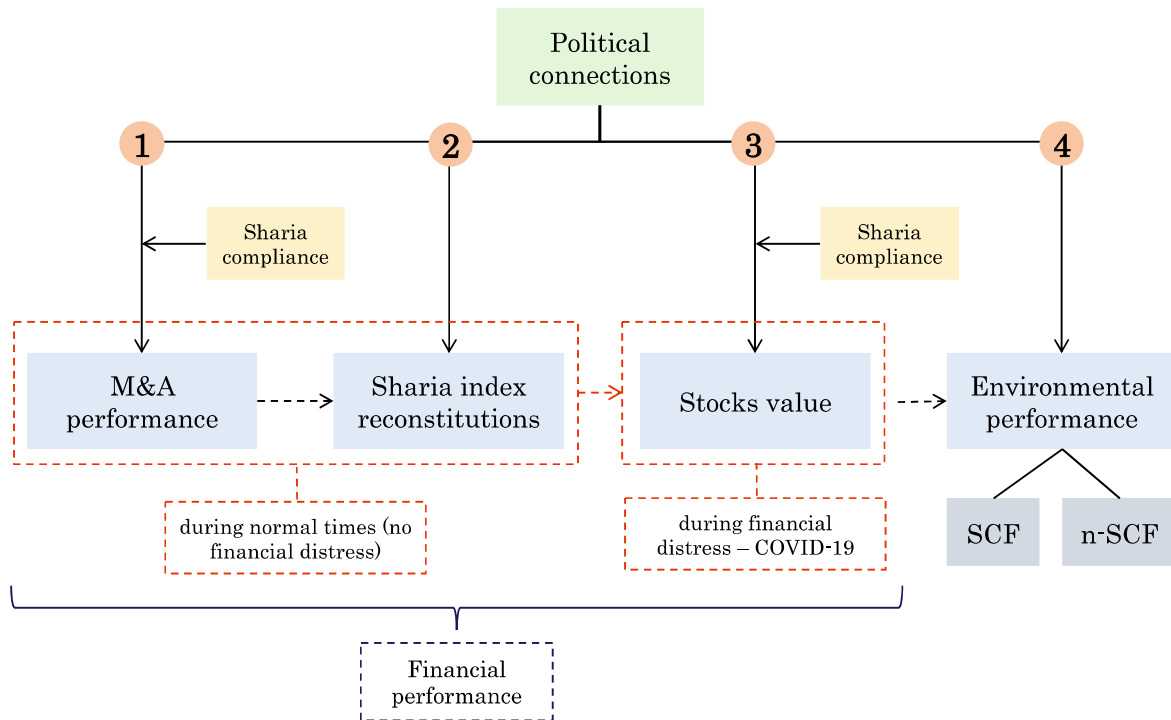 Political
connections
1
2
3
4
Sharia
compliance
Sharia
compliance
M&A
performance
Sharia index
reconstitutions
Stocks value
Environmental
performance
during normal times (no
financial distress)
during financial
distress – COVID-19
SCF
n-SCF
Financial
performance